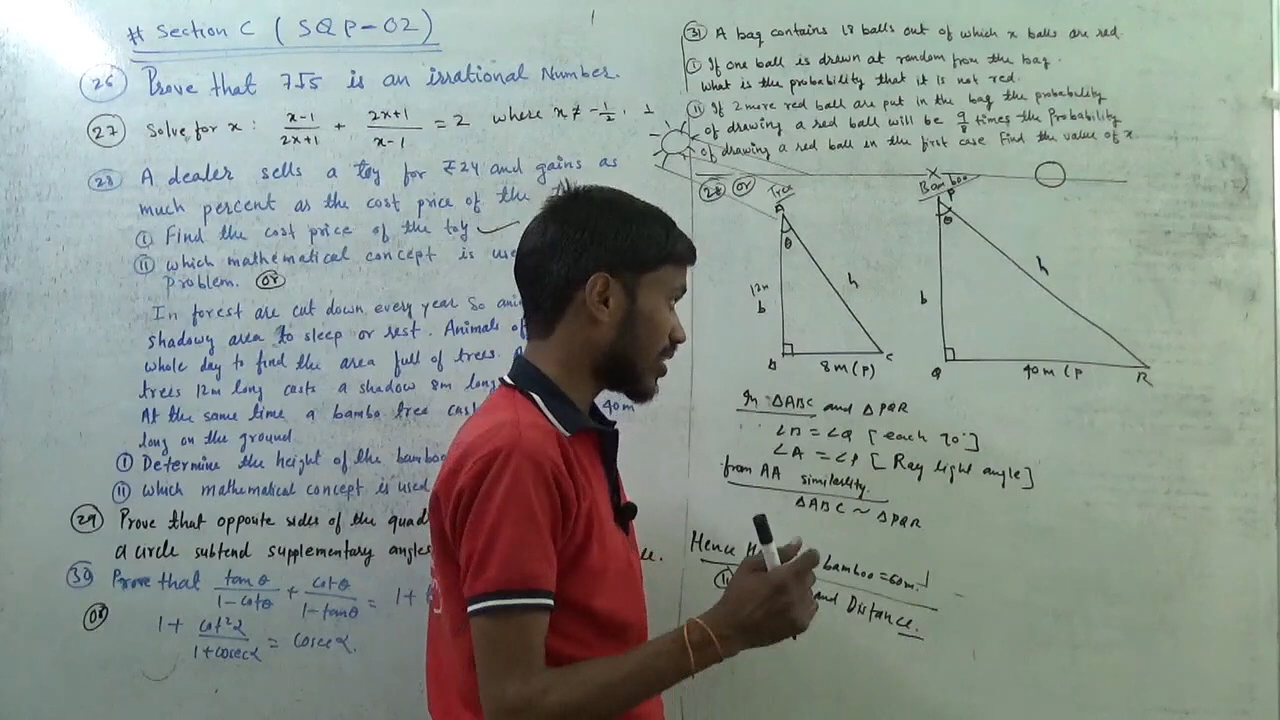 # Section C ( SQP-02 )
26 Prove that 7√5 is an irrational Number.
27 Solve for x : x-1/2x+1 + 2x+1/x-1 = 2 where x ≠ -1/2, 1
28 A dealer sells a toy for ₹24 and gains as
much percent as the cost price of the
i Find the cost price of the toy
ii which mathematical concept is
problem. or
In forest are cut down every year so
shadowy area to sleep or rest. Animals
whole day to find the area full of trees.
trees 12m long casts a shadow 8m long
At the same time a bambo tree 40m
long on the ground
i Determine the height of the bamboo
ii which mathematical concept is used
29 Prove that opposite sides of the
a circle subtend supplementary angles
30 Prove that tanθ/1-cotθ + cotθ/1-tanθ = 1 +
or 1 + cot²α/1+cosecα = cosecα.
31 A bag contains 18 balls out of which x balls are red.
i If one ball is drawn at random from the bag.
what is the probability that it is not red.
ii If 2 more red ball are put in the bag the probability
of drawing a red ball will be 9/8 times the Probability
of drawing a red ball in the first case Find the value of x.
28 or Tree Bamboo
A P
θ θ
12m b h b h
B 8m(p) C Q 40m (p R
In ΔABC and ΔPQR
∠B = ∠Q [each 90°]
∠A = ∠P [Ray light angle]
from AA similarlity.
ΔABC ~ ΔPQR
Hence bamboo = 60m.
and Distance.